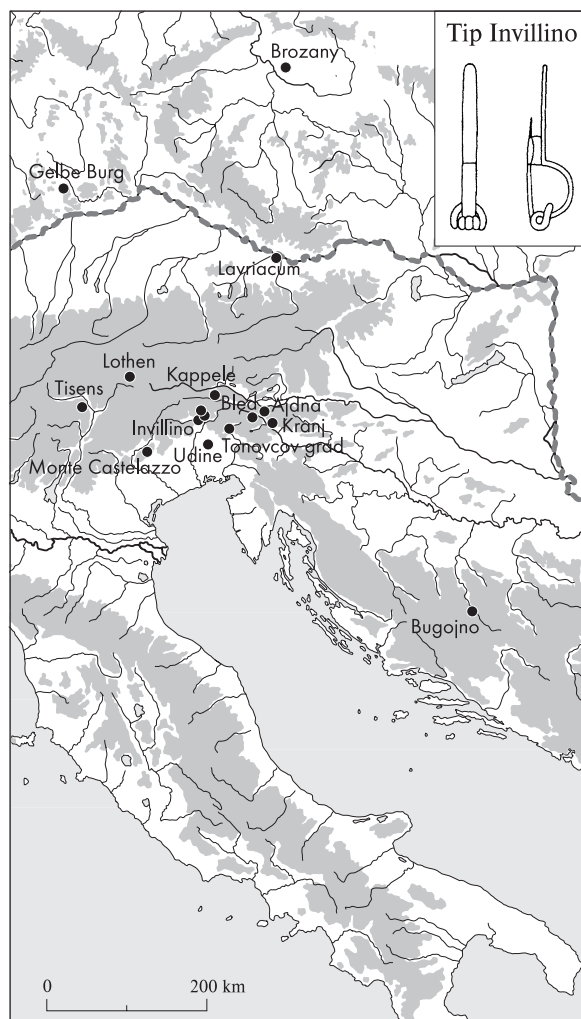 Tip Invillino
Brozany
Gelbe Burg
Lavriacum
Lothen
Kappele
Tisens
Bled
Ajdna
Invillino
Kranj
Tonovcov grad
Udine
Monte Castelazzo
Bugojno
0
200 km